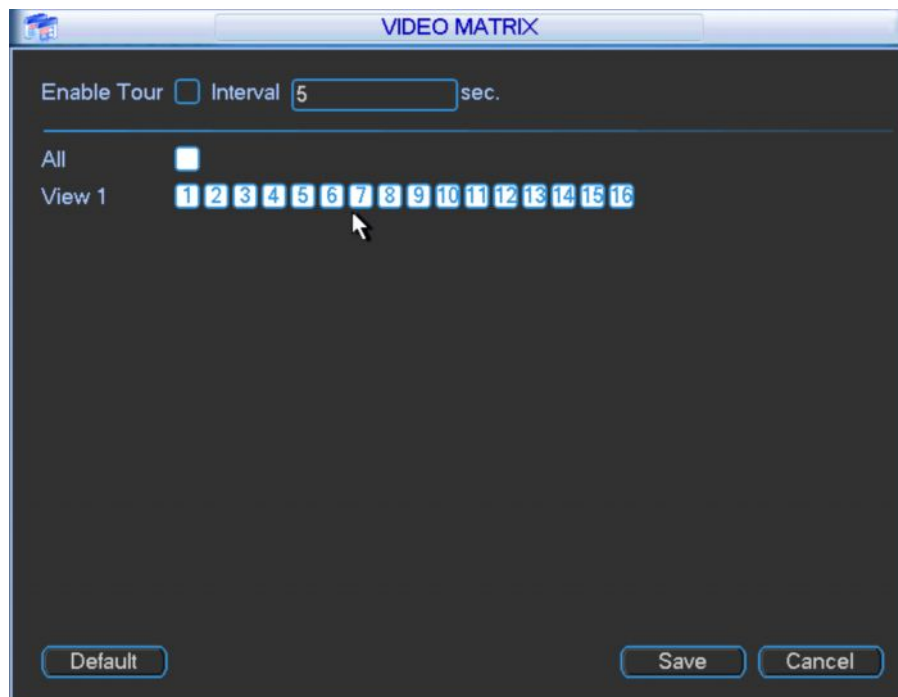 VIDEO MATRIX
Enable Tour Interval 5 sec.
All
View 1 1 2 3 4 5 6 7 8 9 10 11 12 13 14 15 16
Default Save Cancel